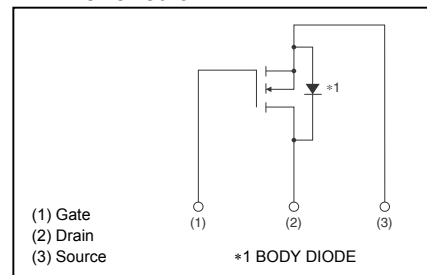 *1
(1) (2) (3)
(1) Gate
(2) Drain
(3) Source
*1 BODY DIODE